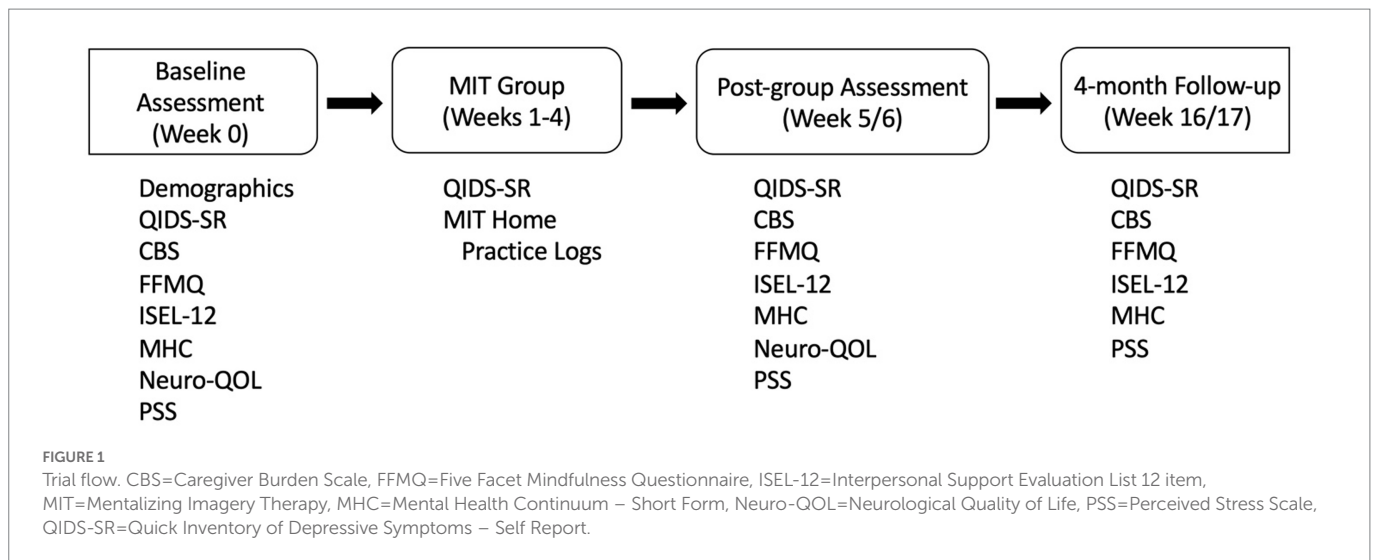 Baseline
Assessment
(Week 0)
MIT Group
(Weeks 1-4)
Post-group Assessment
(Week 5/6)
4-month Follow-up
(Week 16/17)
Demographics
QIDS-SR
CBS
FFMQ
ISEL-12
MHC
Neuro-QOL
PSS
QIDS-SR
MIT Home
Practice Logs
QIDS-SR
CBS
FFMQ
ISEL-12
MHC
Neuro-QOL
PSS
QIDS-SR
CBS
FFMQ
ISEL-12
MHC
PSS
FIGURE 1
Trial flow. CBS=Caregiver Burden Scale, FFMQ=Five Facet Mindfulness Questionnaire, ISEL-12=Interpersonal Support Evaluation List 12 item,
MIT=Mentalizing Imagery Therapy, MHC=Mental Health Continuum – Short Form, Neuro-QOL=Neurological Quality of Life, PSS=Perceived Stress Scale,
QIDS-SR=Quick Inventory of Depressive Symptoms – Self Report.